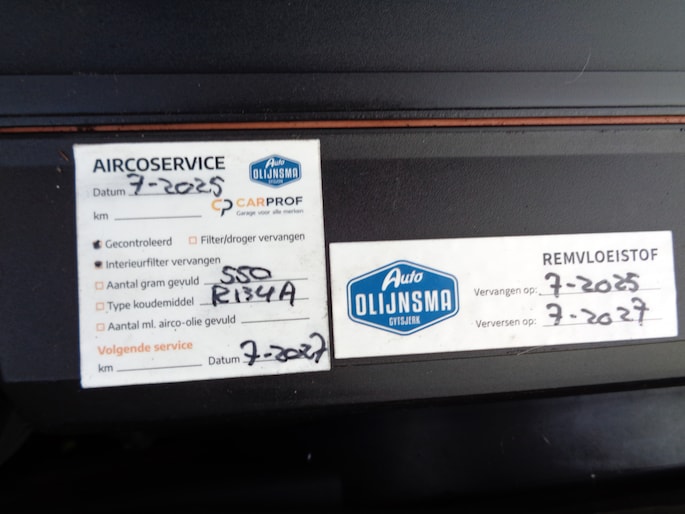 AIRCOSERVICE
Auto
OLIJNSMA
Datum 7-2025
CP CARPROF
Garage voor alle merken
km
Gecontroleerd Filter/droger vervangen
Interieurfilter vervangen
Aantal gram gevuld 550
Type koudemiddel R134A
Aantal ml. airco-olie gevuld
Volgende service
km Datum 7-2027
Auto
OLIJNSMA
GYTSJERK
REMVLOEISTOF
Vervangen op: 7-2025
Verversen op: 7-2027